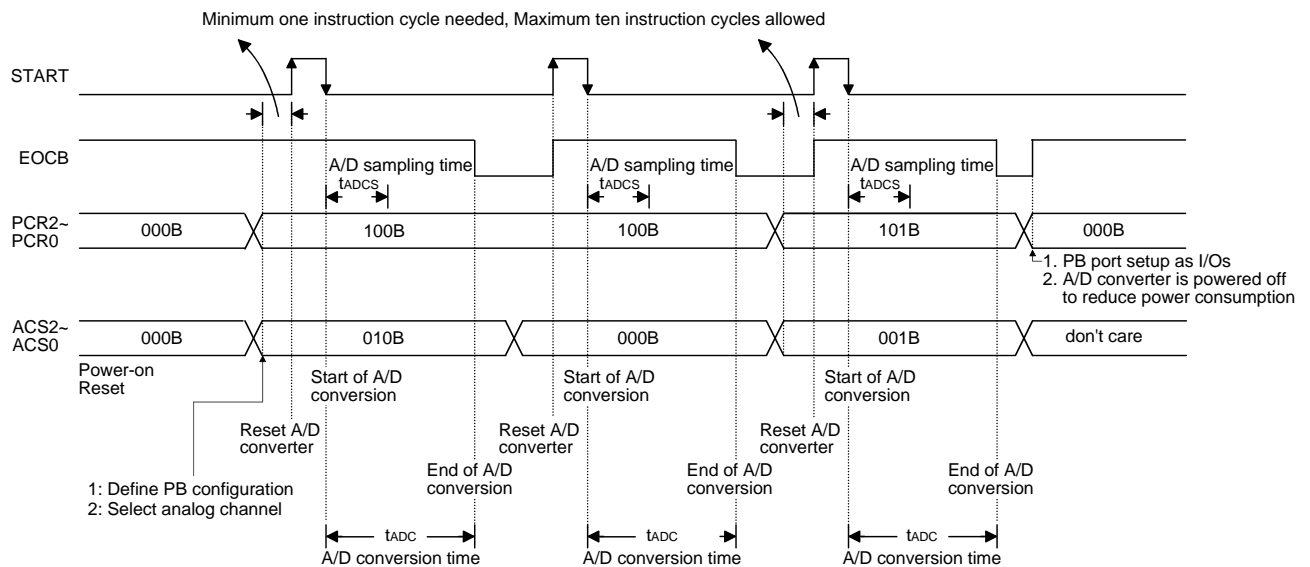 Minimum one instruction cycle needed, Maximum ten instruction cycles allowed
START
EOCB
A/D sampling time
tADCS
A/D sampling time
tADCS
A/D sampling time
tADCS
PCR2~
PCR0
000B
100B
100B
101B
000B
1. PB port setup as I/Os
2. A/D converter is powered off
to reduce power consumption
ACS2~
ACS0
000B
010B
000B
001B
don't care
Power-on
Reset
Start of A/D
conversion
Start of A/D
conversion
Start of A/D
conversion
Reset A/D
converter
Reset A/D
converter
Reset A/D
converter
End of A/D
conversion
End of A/D
conversion
End of A/D
conversion
1: Define PB configuration
2: Select analog channel
tADC
A/D conversion time
tADC
A/D conversion time
tADC
A/D conversion time